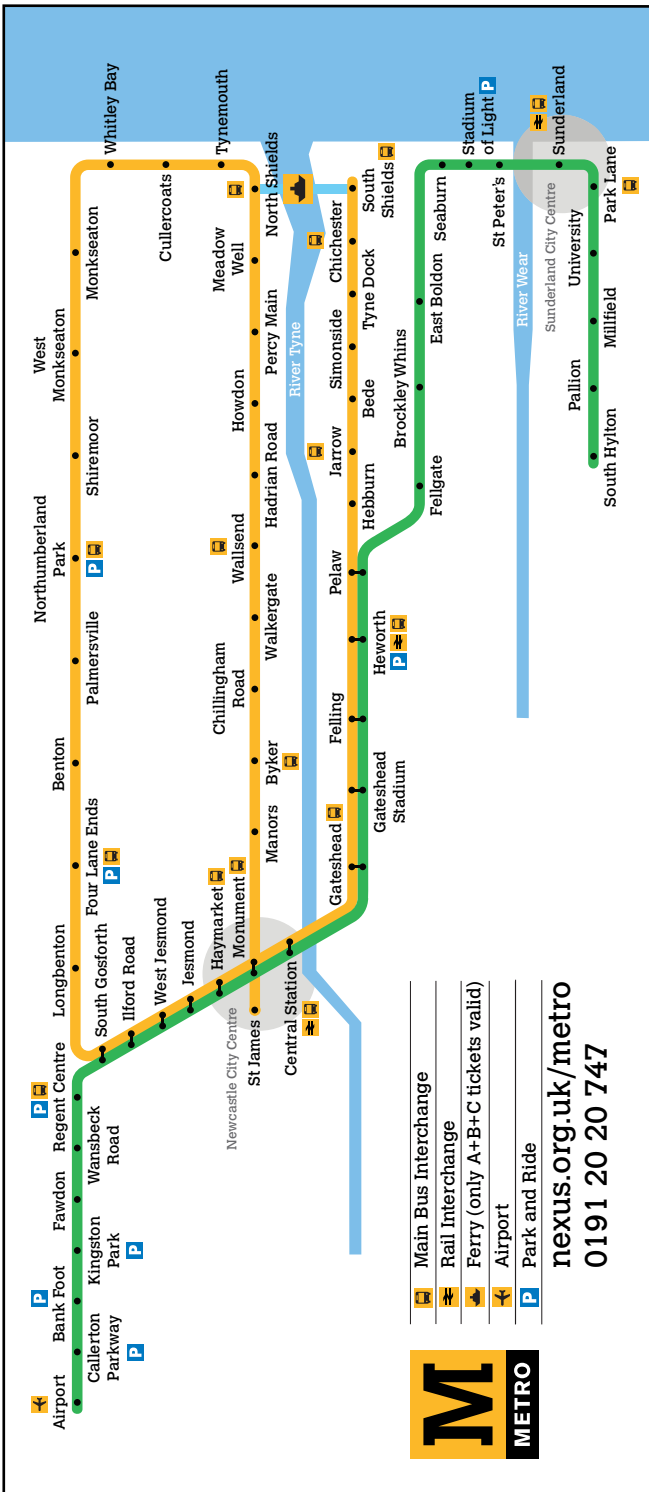 Airport
Callerton
Parkway
Bank Foot
Kingston
Park
Fawdon
Wansbeck
Road
Regent Centre
Longbenton
South Gosforth
Four Lane Ends
Benton
Palmersville
Northumberland
Park
Shiremoor
West
Monkseaton
Monkseaton
Whitley Bay
Cullercoats
Tynemouth
North Shields
Meadow
Well
Percy Main
Howdon
Hadrian Road
Wallsend
Walkergate
Chillingham
Road
Byker
Manors
Monument
Haymarket
Jesmond
West Jesmond
Ilford Road
Newcastle City Centre
St James
Central Station
River Tyne
Gateshead
Gateshead
Stadium
Felling
Heworth
Pelaw
Hebburn
Jarrow
Bede
Simonside
Tyne Dock
Chichester
South
Shields
Fellgate
Brockley Whins
East Boldon
Seaburn
Stadium
of Light
St Peter's
River Wear
Sunderland City Centre
Sunderland
Park Lane
University
Millfield
Pallion
South Hylton
Main Bus Interchange
Rail Interchange
Ferry (only A+B+C tickets valid)
Airport
P Park and Ride
nexus.org.uk/metro
0191 20 20 747
M
METRO
P
P
P
P
P
P
P
P